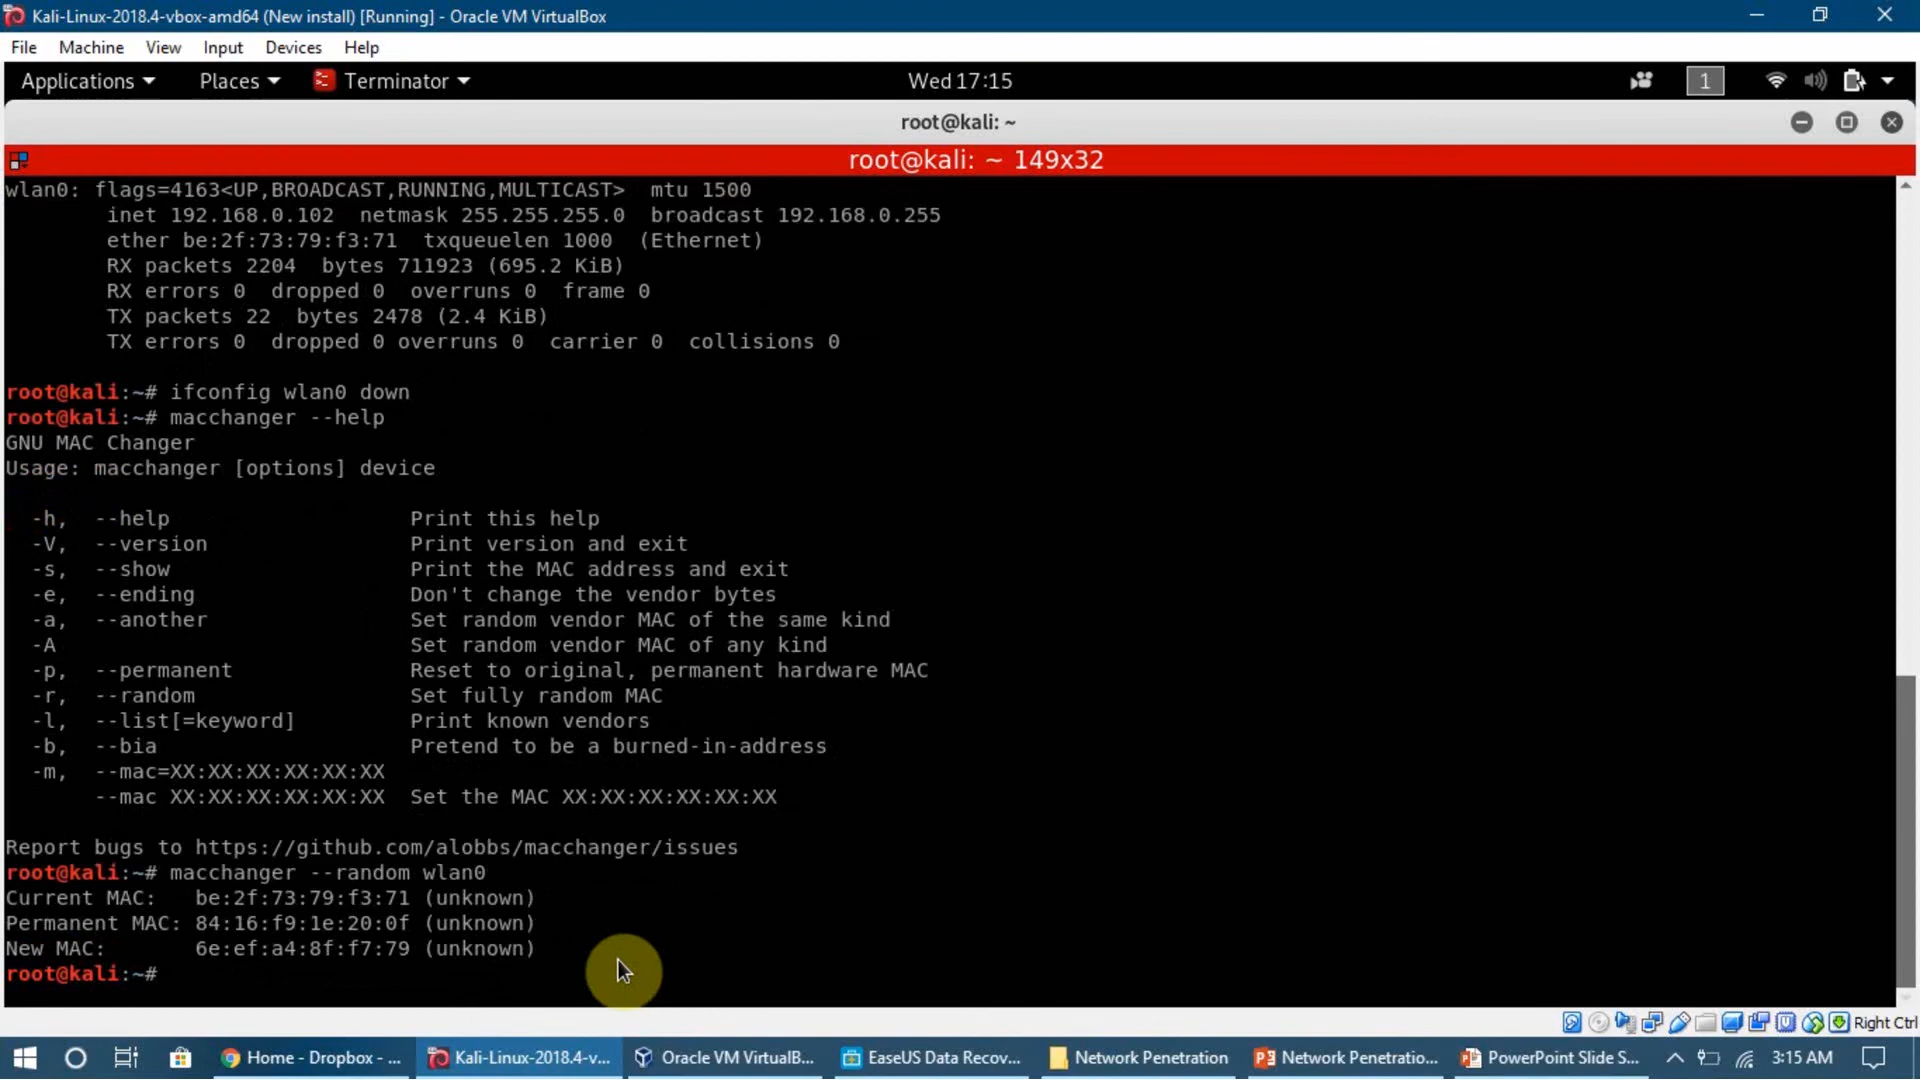 Kali-Linux-2018.4-vbox-amd64 (New install) [Running] - Oracle VM VirtualBox
File Machine View Input Devices Help
Applications Places Terminator Wed 17:15 1
root@kali: ~
root@kali: ~ 149x32
wlan0: flags=4163<UP,BROADCAST,RUNNING,MULTICAST>  mtu 1500
        inet 192.168.0.102  netmask 255.255.255.0  broadcast 192.168.0.255
        ether be:2f:73:79:f3:71  txqueuelen 1000  (Ethernet)
        RX packets 2204  bytes 711923 (695.2 KiB)
        RX errors 0  dropped 0  overruns 0  frame 0
        TX packets 22  bytes 2478 (2.4 KiB)
        TX errors 0  dropped 0 overruns 0  carrier 0  collisions 0
root@kali:~# ifconfig wlan0 down
root@kali:~# macchanger --help
GNU MAC Changer
Usage: macchanger [options] device
  -h,  --help                   Print this help
  -V,  --version                Print version and exit
  -s,  --show                   Print the MAC address and exit
  -e,  --ending                 Don't change the vendor bytes
  -a,  --another                Set random vendor MAC of the same kind
  -A                            Set random vendor MAC of any kind
  -p,  --permanent              Reset to original, permanent hardware MAC
  -r,  --random                 Set fully random MAC
  -l,  --list[=keyword]         Print known vendors
  -b,  --bia                    Pretend to be a burned-in-address
  -m,  --mac=XX:XX:XX:XX:XX:XX
       --mac XX:XX:XX:XX:XX:XX  Set the MAC XX:XX:XX:XX:XX:XX
Report bugs to https://github.com/alobbs/macchanger/issues
root@kali:~# macchanger --random wlan0
Current MAC:   be:2f:73:79:f3:71 (unknown)
Permanent MAC: 84:16:f9:1e:20:0f (unknown)
New MAC:       6e:ef:a4:8f:f7:79 (unknown)
root@kali:~#
Right Ctrl
Home - Dropbox - ... Kali-Linux-2018.4-v... Oracle VM VirtualB... EaseUS Data Recov... Network Penetration Network Penetratio... PowerPoint Slide S... 3:15 AM